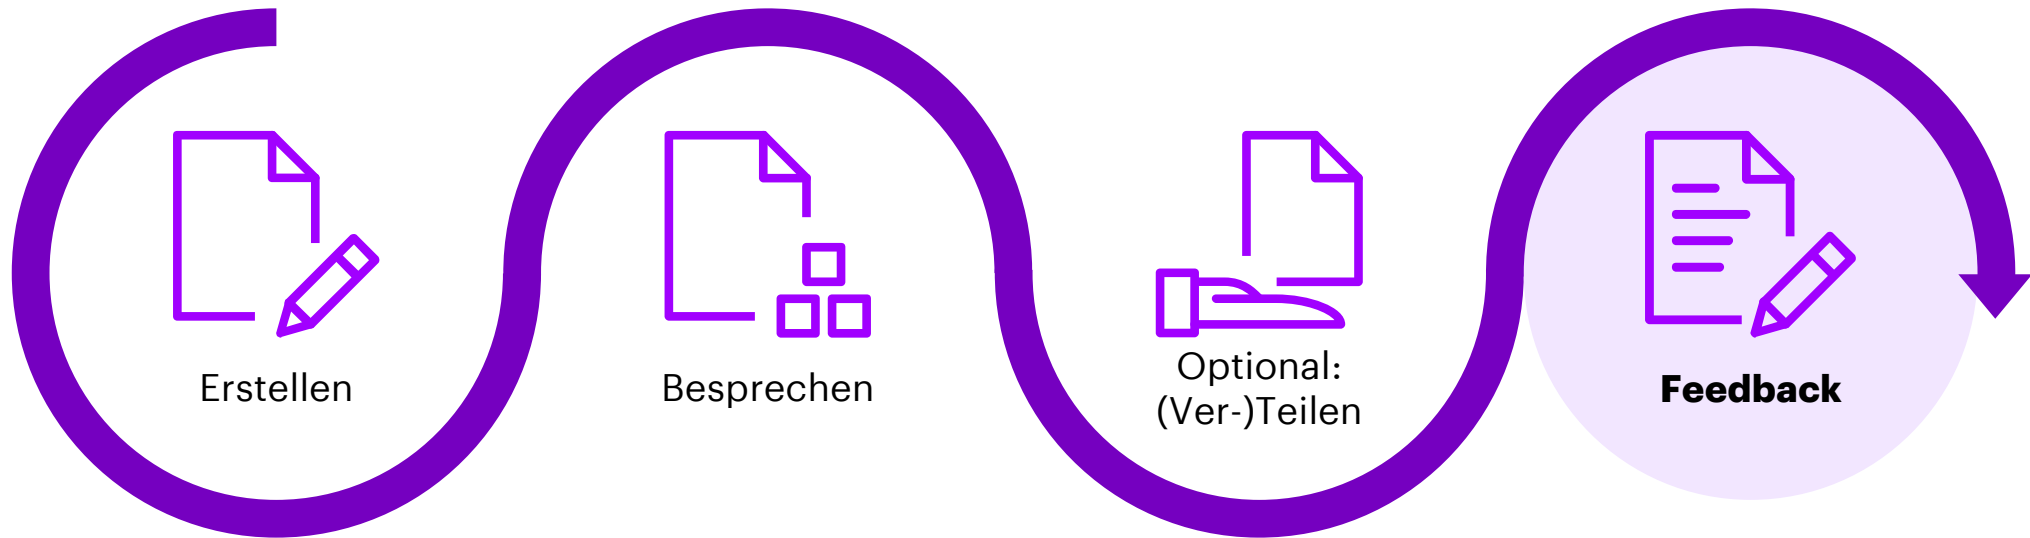 Erstellen
Besprechen
Optional:
(Ver-)Teilen
Feedback